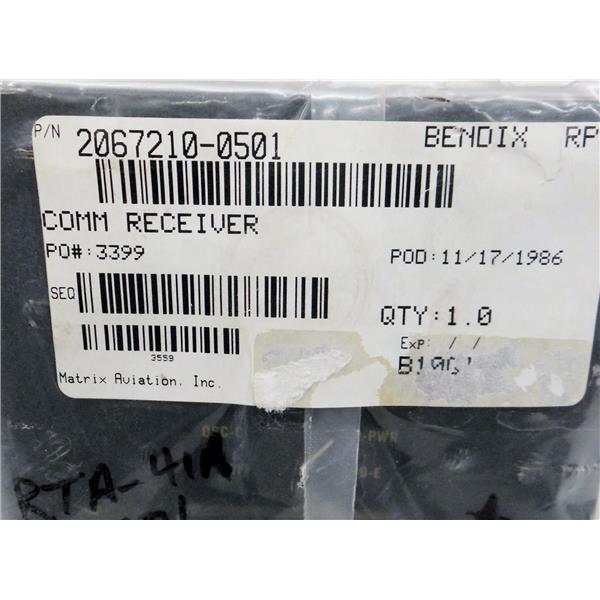 P/N 2067210-0501 BENDIX RP
COMM RECEIVER
PO#:3399 POD:11/17/1986
SEQ
QTY:1.0
Exp: / /
3559
Matrix Aviation, Inc.
-PWR
RTA-41A